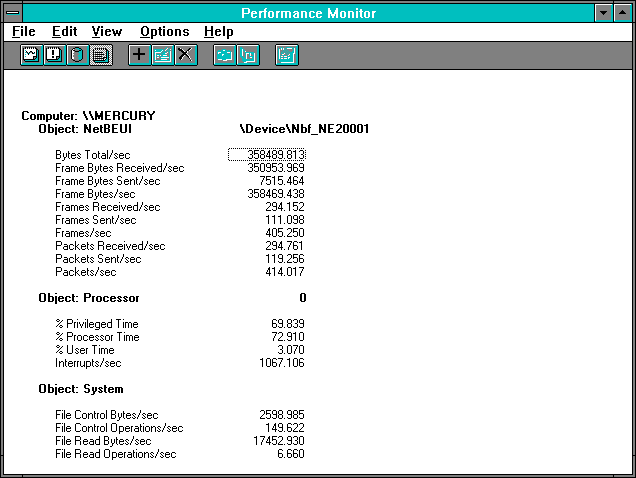 Performance Monitor
File Edit View Options Help
Computer: \\MERCURY
Object: NetBEUI \Device\Nbf_NE20001
Bytes Total/sec 358489.813
Frame Bytes Received/sec 350953.969
Frame Bytes Sent/sec 7515.464
Frame Bytes/sec 358469.438
Frames Received/sec 294.152
Frames Sent/sec 111.098
Frames/sec 405.250
Packets Received/sec 294.761
Packets Sent/sec 119.256
Packets/sec 414.017
Object: Processor 0
% Privileged Time 69.839
% Processor Time 72.910
% User Time 3.070
Interrupts/sec 1067.106
Object: System
File Control Bytes/sec 2598.985
File Control Operations/sec 149.622
File Read Bytes/sec 17452.930
File Read Operations/sec 6.660